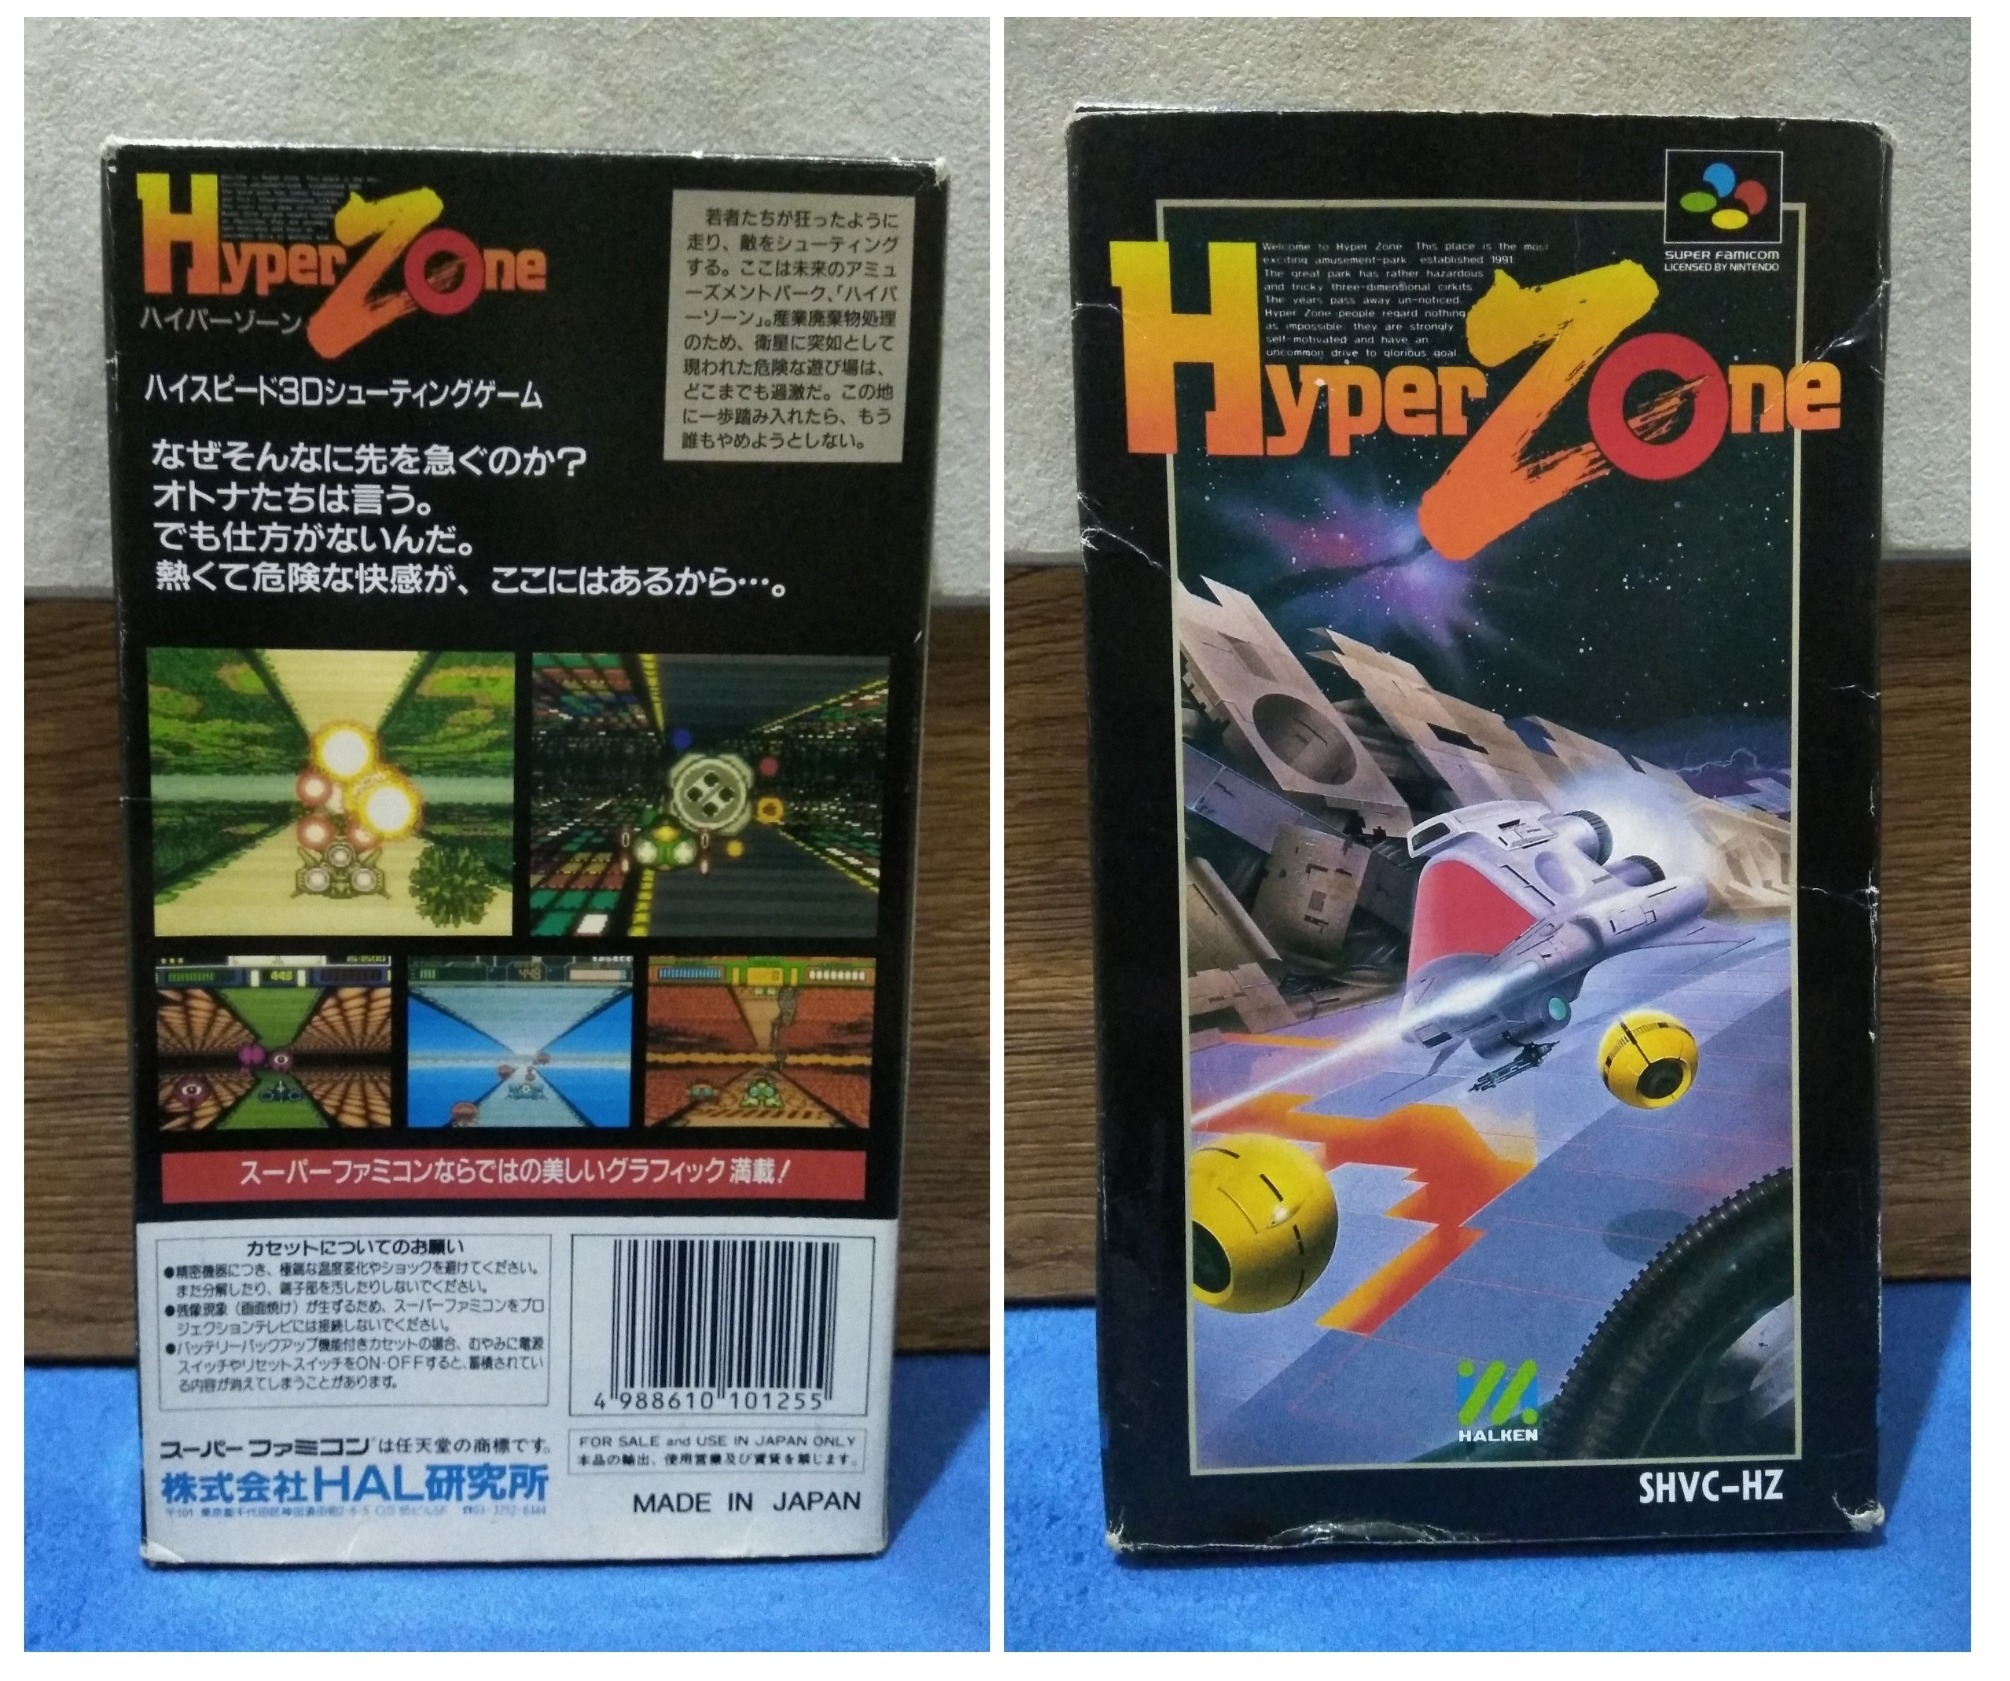 HyperZone
ハイパーゾーン
ハイスピード3Dシューティングゲーム
なぜそんなに先を急ぐのか?
オトナたちは言う。
でも仕方がないんだ。
熱くて危険な快感が、ここにはあるから…。
若者たちが狂ったように
走り、敵をシューティング
する。ここは未来のアミュ
ーズメントパーク、「ハイパ
ーゾーン」。産業廃棄物処理
のため、衛星に突如として
現われた危険な遊び場は、
どこまでも過激だ。この地
に一歩踏み入れたら、もう
誰もやめようとしない。
448
スーパーファミコンならではの美しいグラフィック満載!
カセットについてのお願い
●精密機器につき、極端な温度変化やショックを避けてください。
また分解したり、端子部を汚したりしないでください。
●残像現象(画面焼け)が生ずるため、スーパーファミコンをプロ
ジェクションテレビには接続しないでください。
●バッテリーバックアップ機能付きカセットの場合、むやみに電源
スイッチやリセットスイッチをON・OFFすると、蓄積されてい
る内容が消えてしまうことがあります。
4 988610 101255
スーパーファミコンは任天堂の商標です。
株式会社HAL研究所
FOR SALE and USE IN JAPAN ONLY
本品の輸出、使用営業及び賃貸を禁じます。
MADE IN JAPAN
SUPER FAMICOM
LICENSED BY NINTENDO
Welcome to Hyper Zone. This place is the most
exciting amusement-park, established 1991.
The great park has rather hazardous
and tricky three-dimensional cirkits.
The years pass away un-noticed.
Hyper Zone people regard nothing
as impossible. they are strongly
self-motivated and have an
uncommon drive to glorious goal.
HyperZone
HALKEN
SHVC-HZ